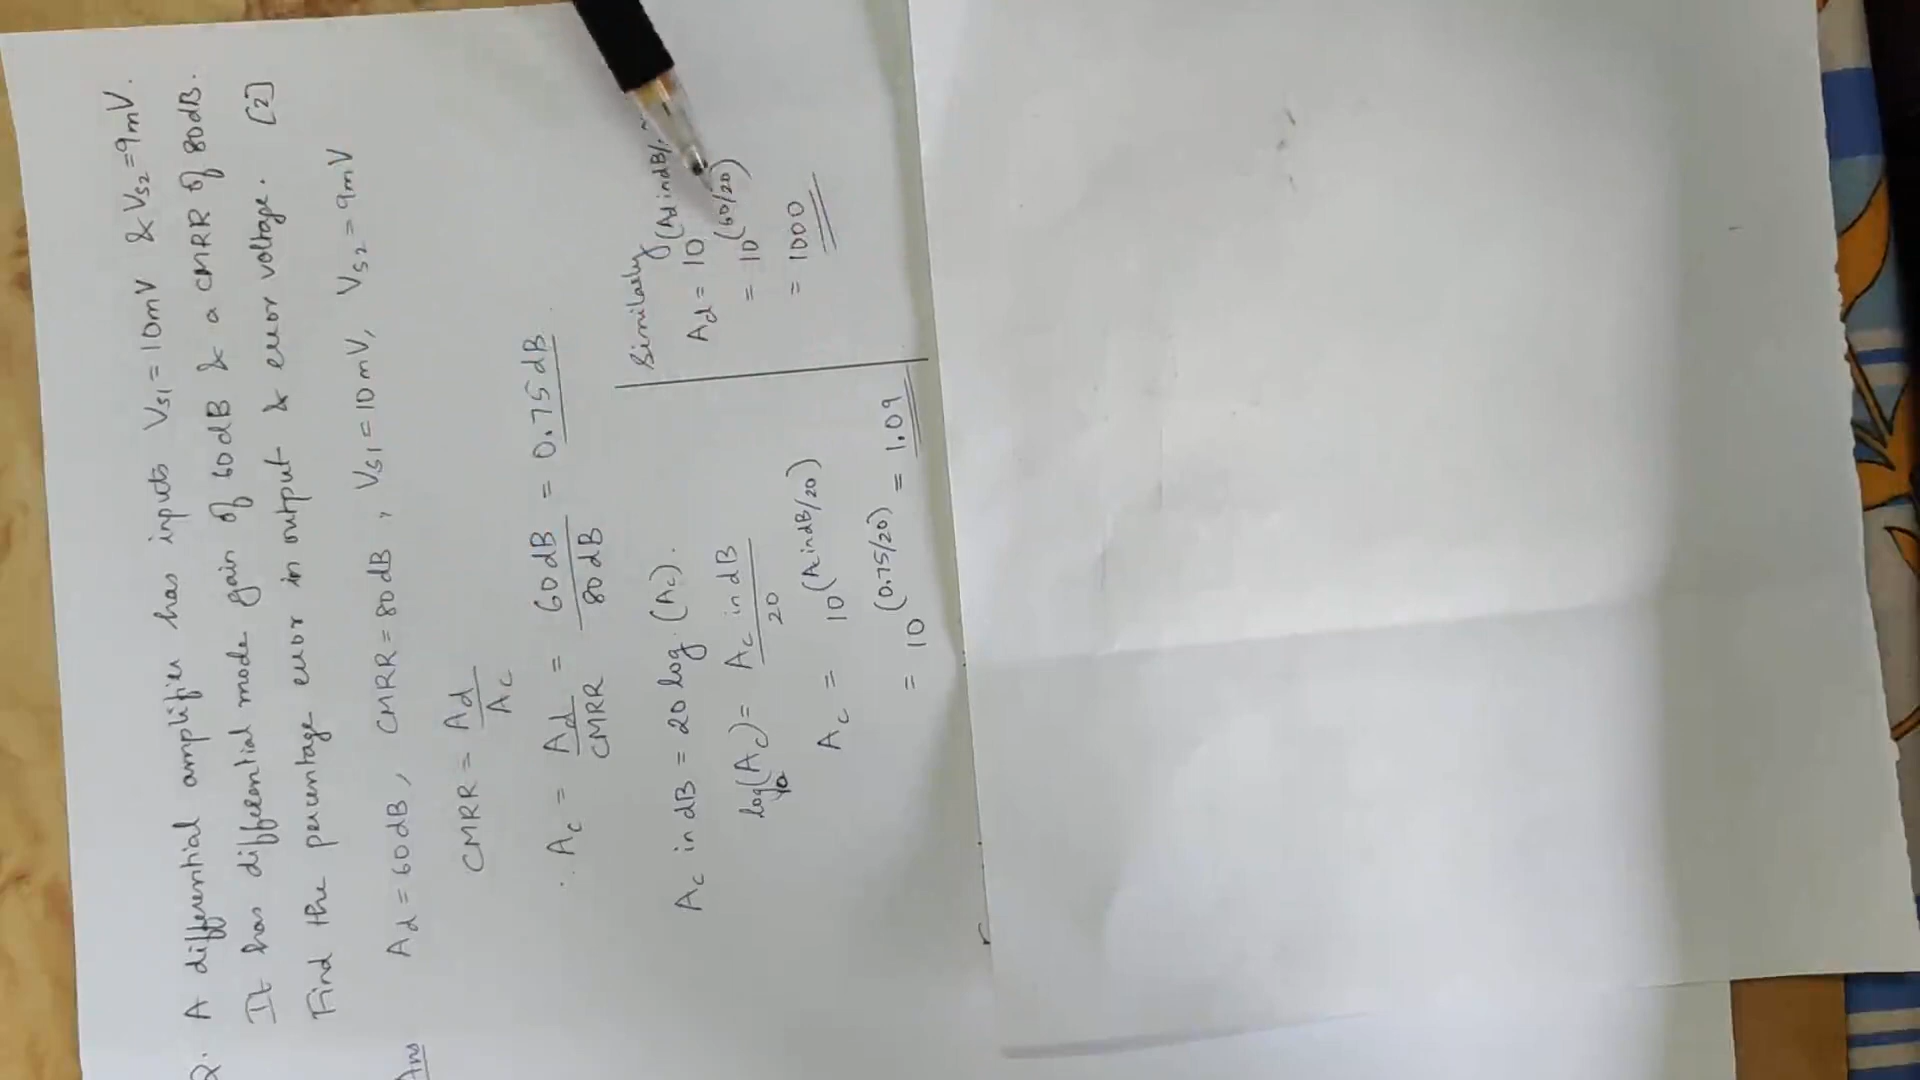 Q. A differential amplifier has inputs Vs1 = 10mV & Vs2 = 9mV.
It has differential mode gain of 60dB & a CMRR of 80dB.
Find the percentage error in output & error voltage. [2]
Ans Ad = 60dB, CMRR = 80dB, Vs1 = 10mV, Vs2 = 9mV
CMRR = Ad/Ac
∴ Ac = Ad/CMRR = 60dB/80dB = 0.75dB.
Ac in dB = 20 log (Ac).
log10(Ac) = Ac in dB/20
Ac = 10^(A in dB/20)
= 10^(0.75/20) = 1.09
Similarly
Ad = 10^(Ad in dB/
= 10^(60/20)
= 1000